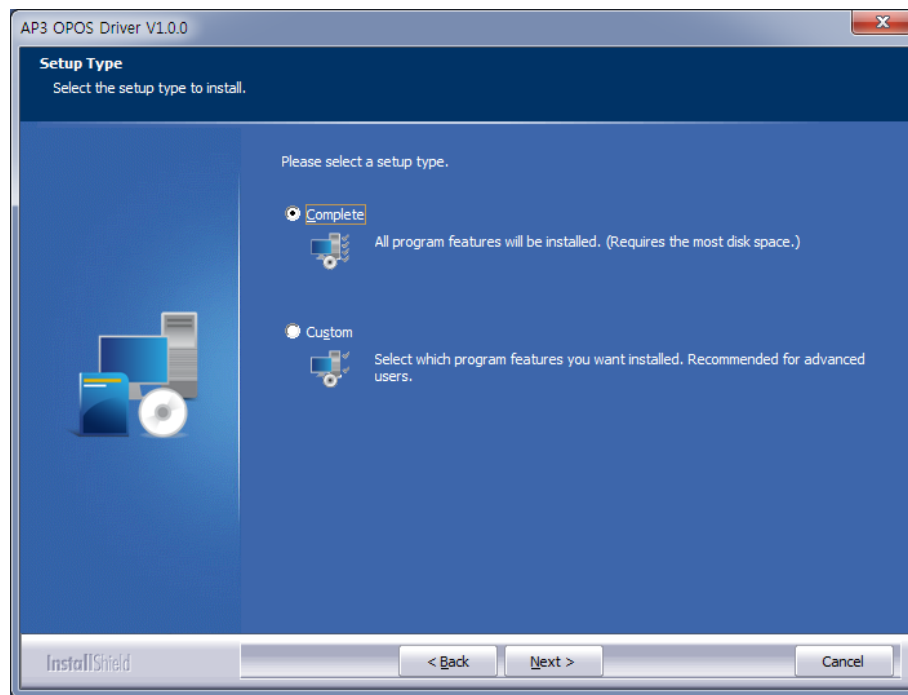 AP3 OPOS Driver V1.0.0
Setup Type
Select the setup type to install.
Please select a setup type.
Complete
All program features will be installed. (Requires the most disk space.)
Custom
Select which program features you want installed. Recommended for advanced
users.
InstallShield
< Back
Next >
Cancel